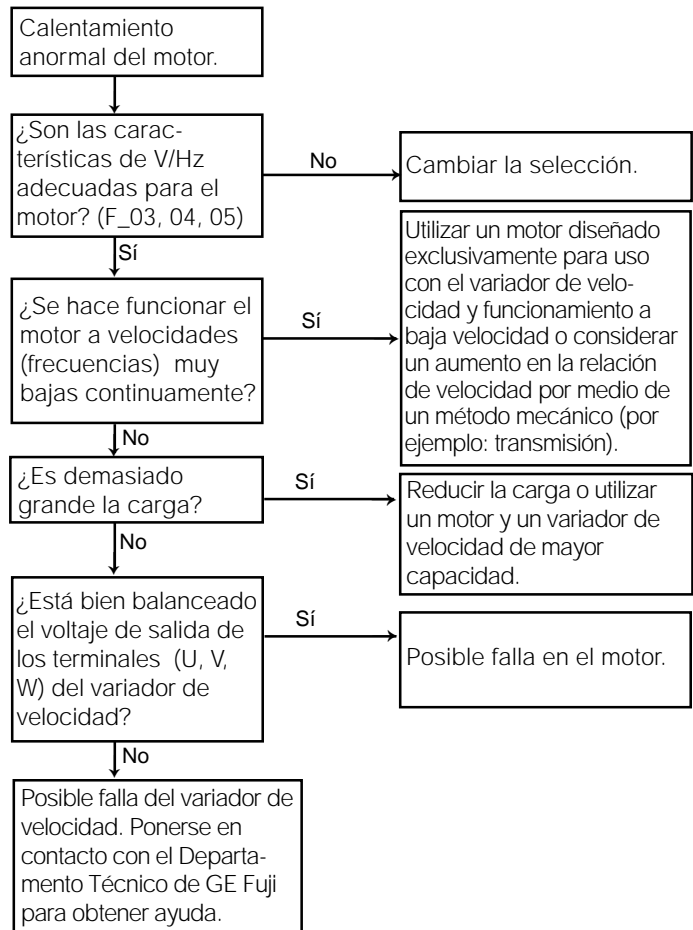 Calentamiento
anormal del motor.
¿Son las carac-
terísticas de V/Hz
adecuadas para el
motor? (F_03, 04, 05)
No
Cambiar la selección.
Sí
¿Se hace funcionar el
motor a velocidades
(frecuencias) muy
bajas continuamente?
Sí
Utilizar un motor diseñado
exclusivamente para uso
con el variador de velo-
cidad y funcionamiento a
baja velocidad o considerar
un aumento en la relación
de velocidad por medio de
un método mecánico (por
ejemplo: transmisión).
No
¿Es demasiado
grande la carga?
Sí
Reducir la carga o utilizar
un motor y un variador de
velocidad de mayor
capacidad.
No
¿Está bien balanceado
el voltaje de salida de
los terminales (U, V,
W) del variador de
velocidad?
Sí
Posible falla en el motor.
No
Posible falla del variador de
velocidad. Ponerse en
contacto con el Departa-
mento Técnico de GE Fuji
para obtener ayuda.